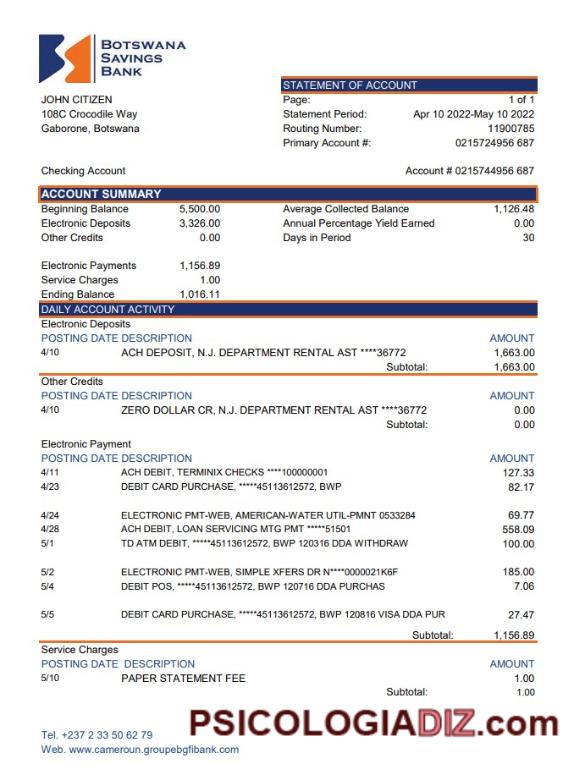 BOTSWANA
SAVINGS
BANK
JOHN CITIZEN
108C Crocodile Way
Gaborone, Botswana
STATEMENT OF ACCOUNT
Page: 1 of 1
Statement Period: Apr 10 2022-May 10 2022
Routing Number: 11900785
Primary Account #: 0215724956 687
Checking Account Account # 0215744956 687
ACCOUNT SUMMARY
Beginning Balance 5,500.00 Average Collected Balance 1,126.48
Electronic Deposits 3,326.00 Annual Percentage Yield Earned 0.00
Other Credits 0.00 Days in Period 30
Electronic Payments 1,156.89
Service Charges 1.00
Ending Balance 1,016.11
DAILY ACCOUNT ACTIVITY
Electronic Deposits
POSTING DATE DESCRIPTION AMOUNT
4/10 ACH DEPOSIT, N.J. DEPARTMENT RENTAL AST ****36772 1,663.00
Subtotal: 1,663.00
Other Credits
POSTING DATE DESCRIPTION AMOUNT
4/10 ZERO DOLLAR CR, N.J. DEPARTMENT RENTAL AST ****36772 0.00
Subtotal: 0.00
Electronic Payment
POSTING DATE DESCRIPTION AMOUNT
4/11 ACH DEBIT, TERMINIX CHECKS ****100000001 127.33
4/23 DEBIT CARD PURCHASE, *****45113612572, BWP 82.17
4/24 ELECTRONIC PMT-WEB, AMERICAN-WATER UTIL-PMNT 0533284 69.77
4/28 ACH DEBIT, LOAN SERVICING MTG PMT *****51501 558.09
5/1 TD ATM DEBIT, *****45113612572, BWP 120316 DDA WITHDRAW 100.00
5/2 ELECTRONIC PMT-WEB, SIMPLE XFERS DR N****0000021K6F 185.00
5/4 DEBIT POS, *****45113612572, BWP 120716 DDA PURCHAS 7.06
5/5 DEBIT CARD PURCHASE, *****45113612572, BWP 120816 VISA DDA PUR 27.47
Subtotal: 1,156.89
Service Charges
POSTING DATE DESCRIPTION AMOUNT
5/10 PAPER STATEMENT FEE 1.00
Subtotal: 1.00
PSICOLOGIADIZ.com
Tel. +237 2 33 50 62 79
Web. www.cameroun.groupebgfibank.com